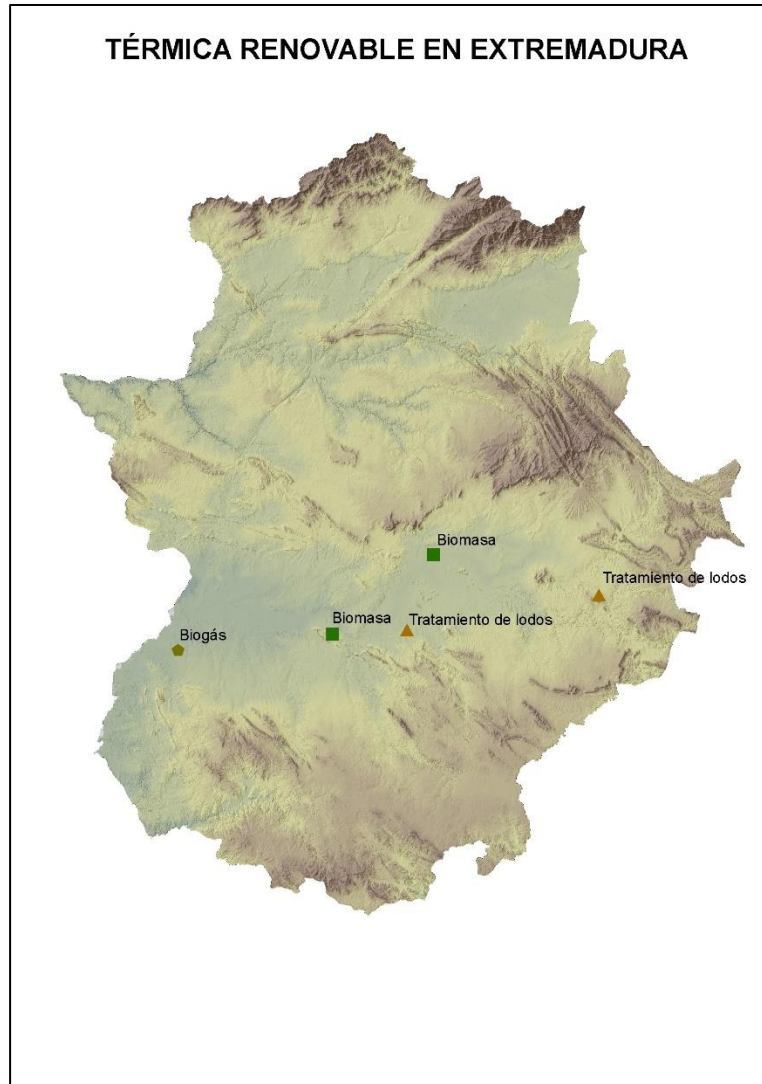 TÉRMICA RENOVABLE EN EXTREMADURA
Biomasa
Tratamiento de lodos
Biomasa
Tratamiento de lodos
Biogás